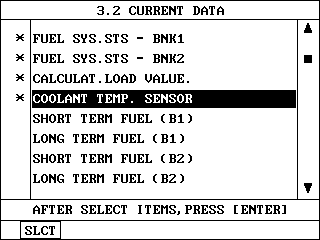 3.2 CURRENT DATA
* FUEL SYS.STS - BNK1
* FUEL SYS.STS - BNK2
* CALCULAT.LOAD VALUE.
* COOLANT TEMP. SENSOR
SHORT TERM FUEL (B1)
LONG TERM FUEL (B1)
SHORT TERM FUEL (B2)
LONG TERM FUEL (B2)
AFTER SELECT ITEMS,PRESS [ENTER]
SLCT